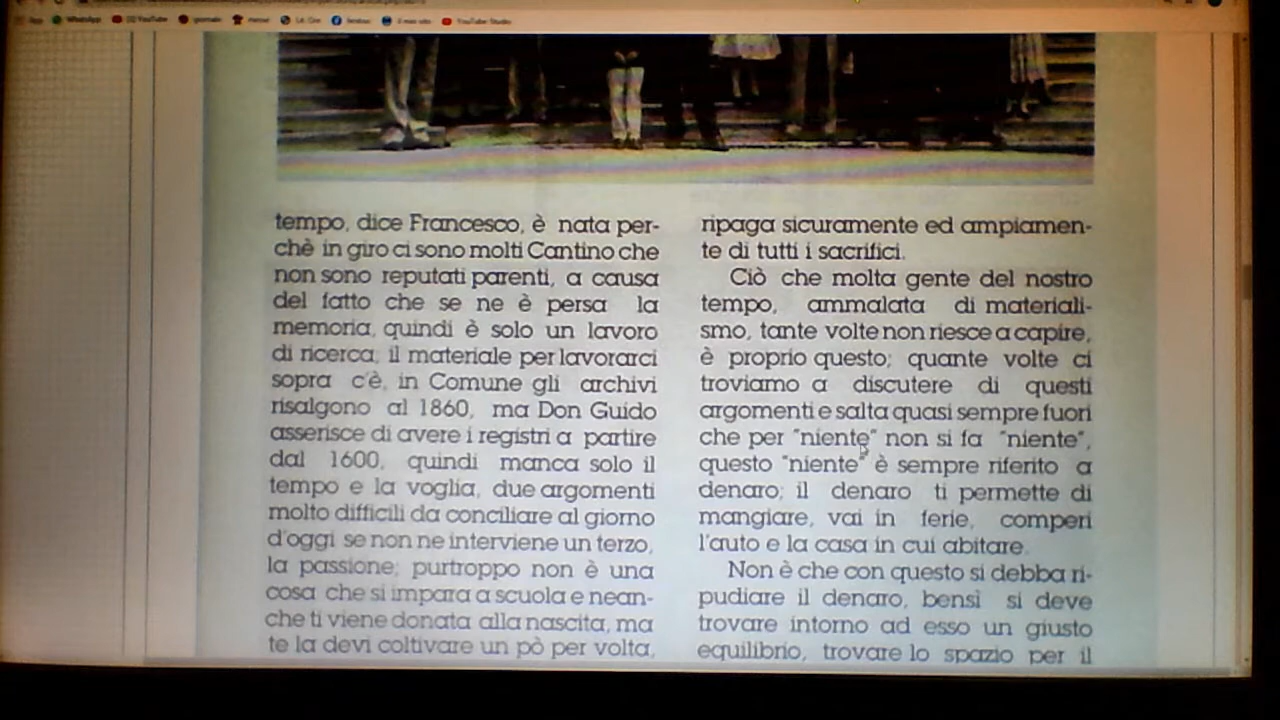 WhatsApp
YouTube
YouTube Studio
tempo, dice Francesco, è nata per-
chè in giro ci sono molti Cantino che
non sono reputati parenti, a causa
del fatto che se ne è persa la
memoria, quindi è solo un lavoro
di ricerca; il materiale per lavorarci
sopra c'è, in Comune gli archivi
risalgono al 1860, ma Don Guido
asserisce di avere i registri a partire
dal 1600, quindi manca solo il
tempo e la voglia, due argomenti
molto difficili da conciliare al giorno
d'oggi se non ne interviene un terzo,
la passione; purtroppo non è una
cosa che si impara a scuola e nean-
che ti viene donata alla nascita, ma
te la devi coltivare un pò per volta,
ripaga sicuramente ed ampiamen-
te di tutti i sacrifici.
Ciò che molta gente del nostro
tempo, ammalata di materiali-
smo, tante volte non riesce a capire,
è proprio questo; quante volte ci
troviamo a discutere di questi
argomenti e salta quasi sempre fuori
che per "niente" non si fa "niente",
questo "niente" è sempre riferito a
denaro; il denaro ti permette di
mangiare, vai in ferie, comperi
l'auto e la casa in cui abitare.
Non è che con questo si debba ri-
pudiare il denaro, bensì si deve
trovare intorno ad esso un giusto
equilibrio, trovare lo spazio per il